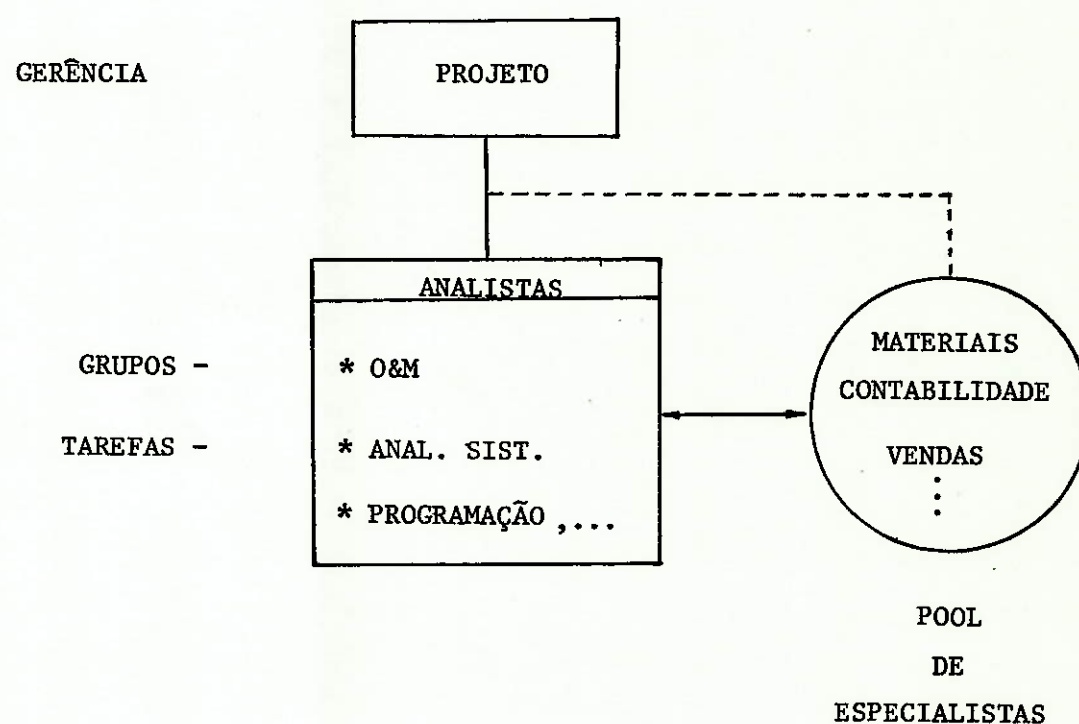 GERÊNCIA
PROJETO
ANALISTAS
GRUPOS -
* O&M
TAREFAS -
* ANAL. SIST.
* PROGRAMAÇÃO ,...
MATERIAIS
CONTABILIDADE
VENDAS
POOL
DE
ESPECIALISTAS